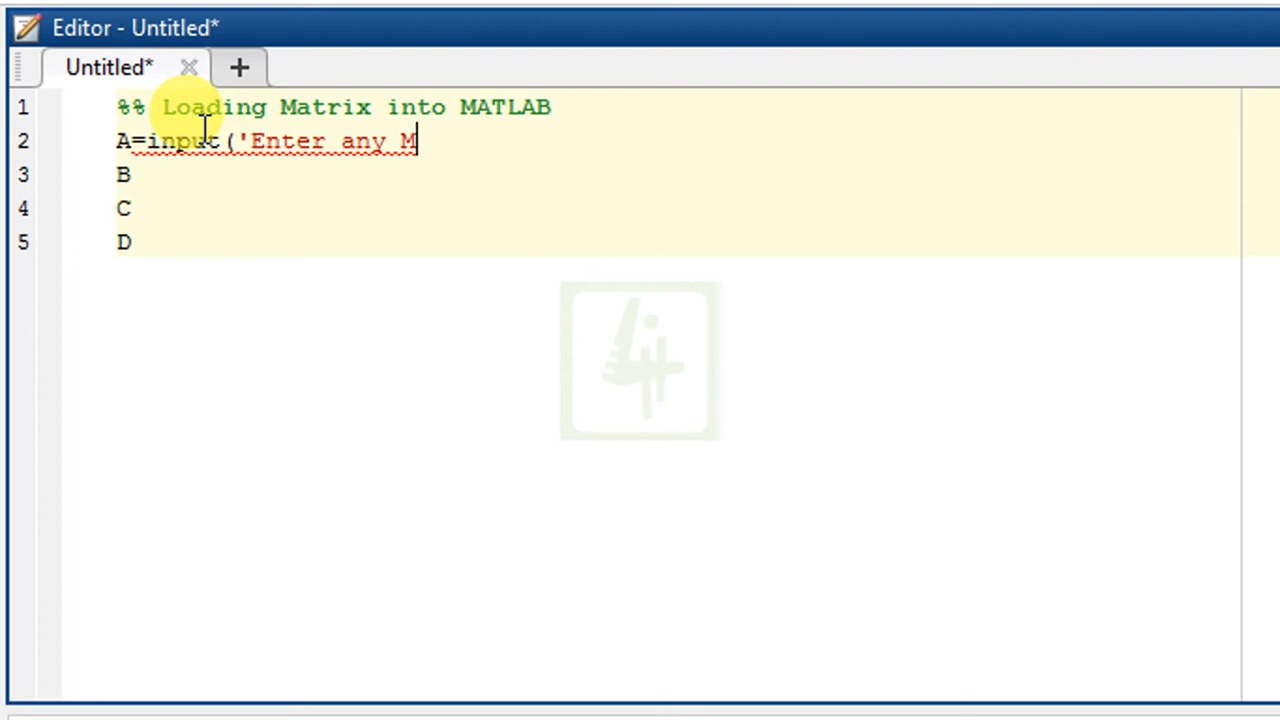 Editor - Untitled*
Untitled*
1 %% Loading Matrix into MATLAB
2 A=input('Enter any M
3 B
4 C
5 D